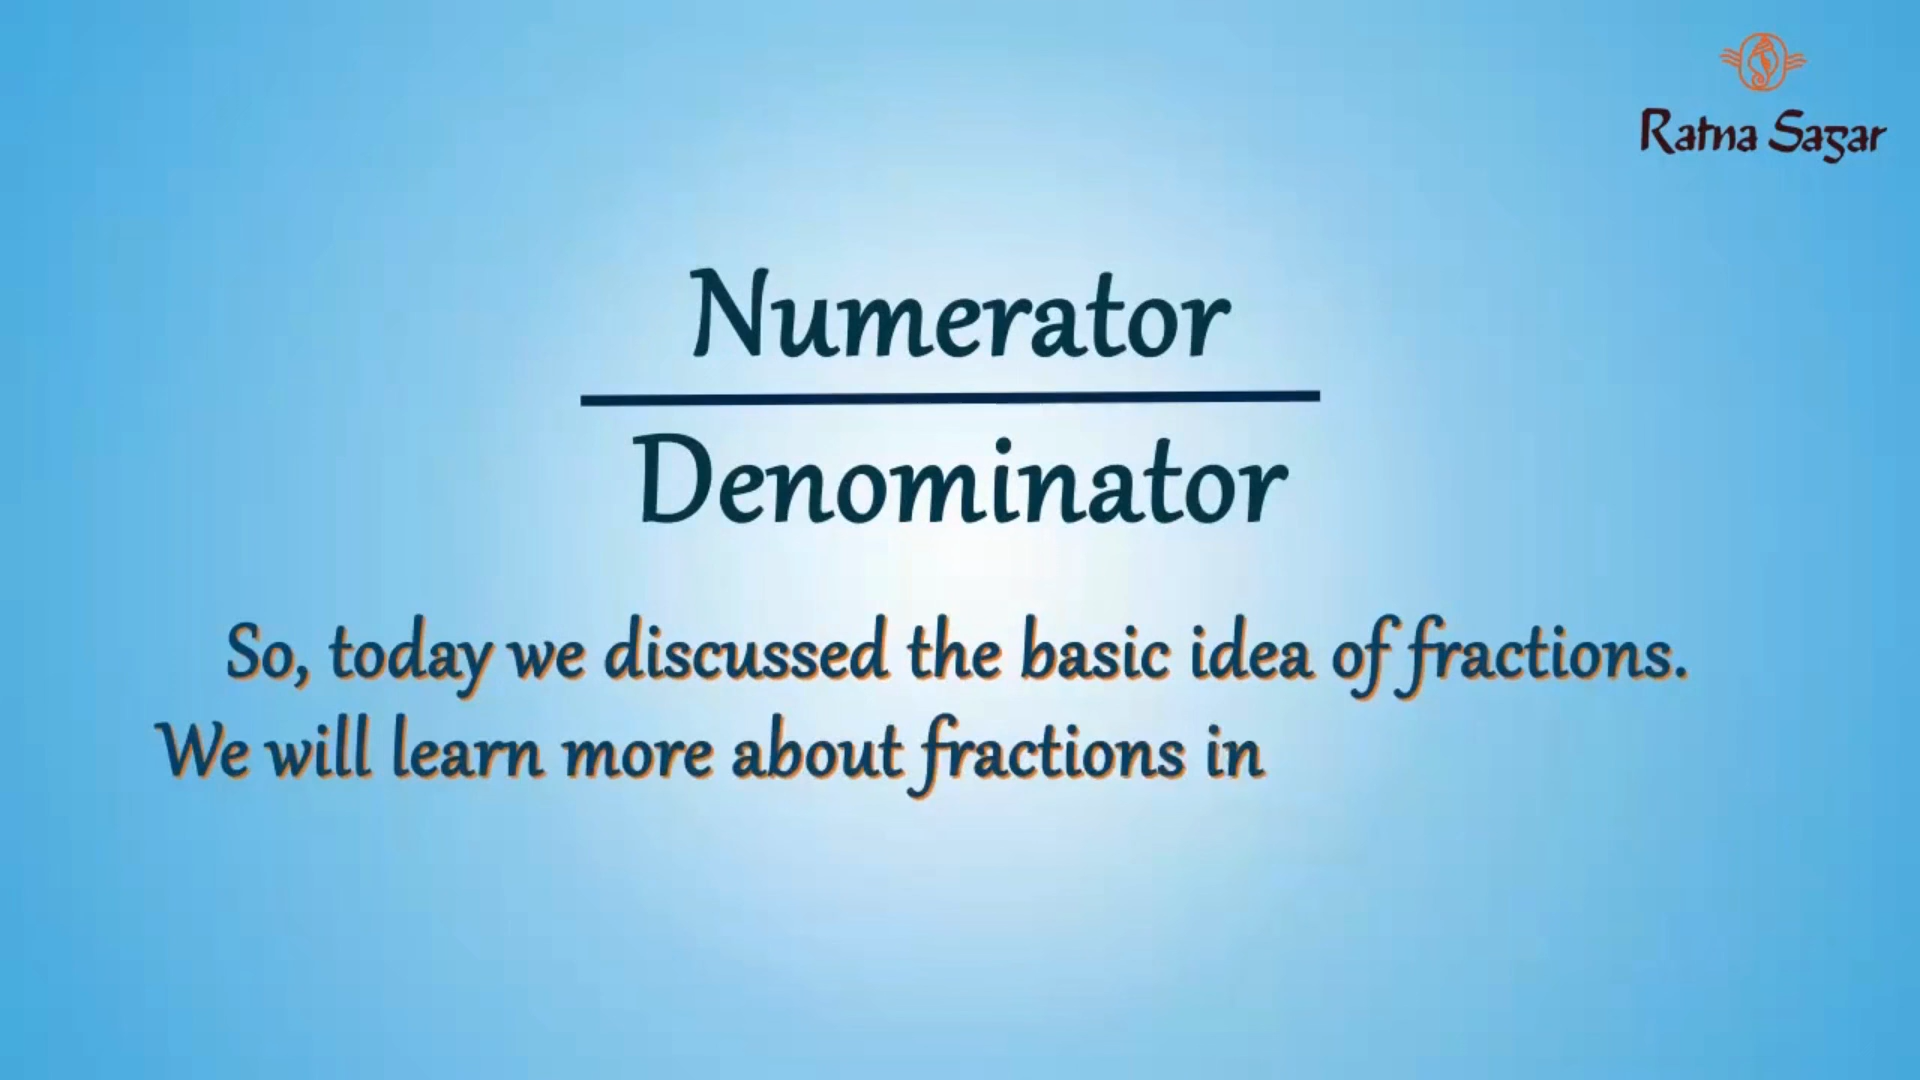 Ratna Sagar
Numerator
Denominator
So, today we discussed the basic idea of fractions.
We will learn more about fractions in